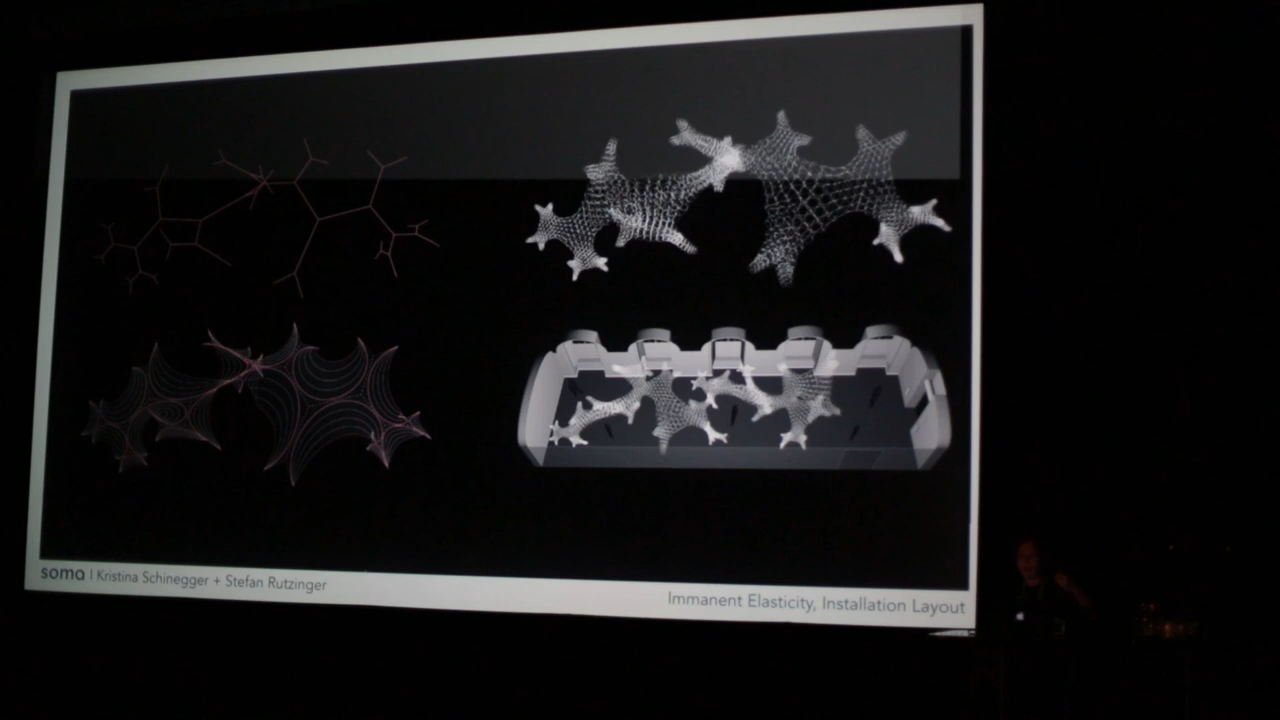 soma | Kristina Schinegger + Stefan Rutzinger
Immanent Elasticity, Installation Layout